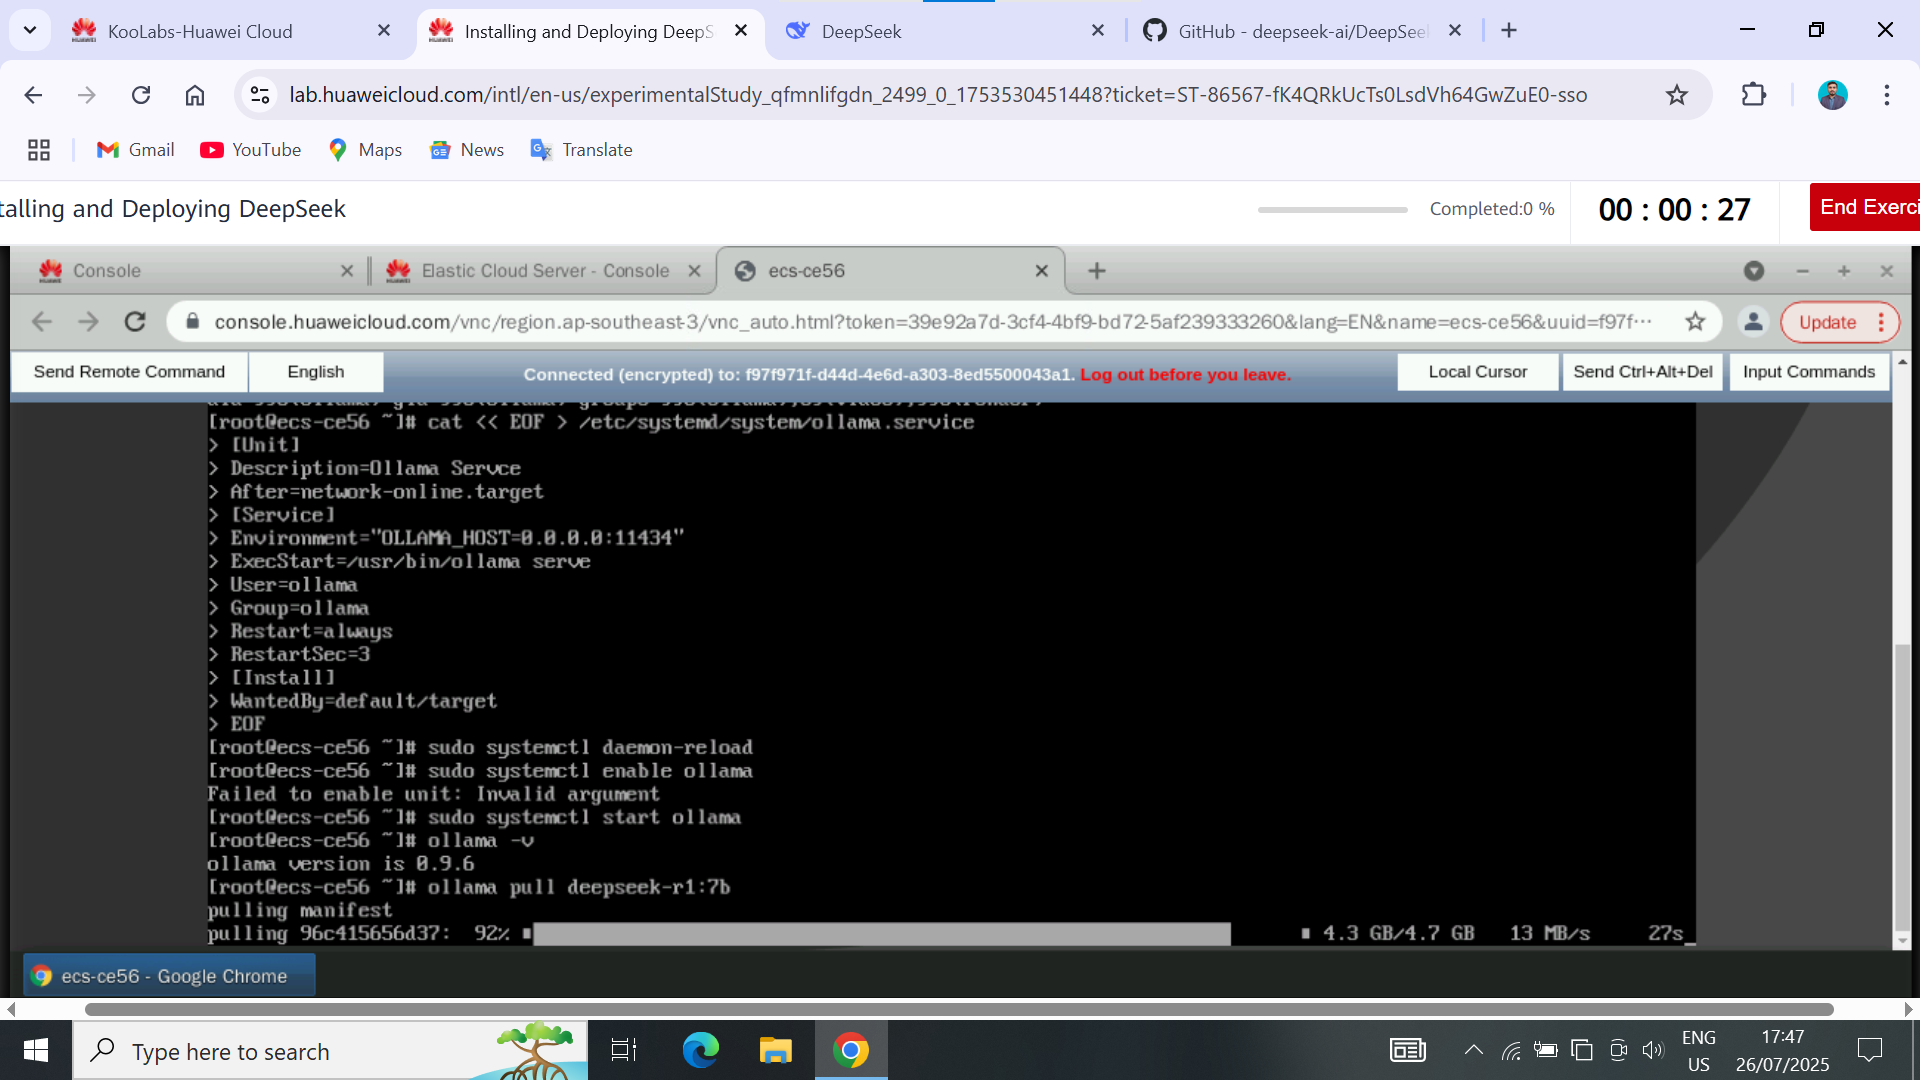 KooLabs-Huawei Cloud
Installing and Deploying DeepS
DeepSeek
GitHub - deepseek-ai/DeepSee
lab.huaweicloud.com/intl/en-us/experimentalStudy_qfmnlifgdn_2499_0_1753530451448?ticket=ST-86567-fK4QRkUcTs0LsdVh64GwZuE0-sso
Gmail
YouTube
Maps
News
Translate
talling and Deploying DeepSeek
Completed:0 %
00 : 00 : 27
End Exerci
Console
Elastic Cloud Server - Console
ecs-ce56
console.huaweicloud.com/vnc/region.ap-southeast-3/vnc_auto.html?token=39e92a7d-3cf4-4bf9-bd72-5af239333260&lang=EN&name=ecs-ce56&uuid=f97f···
Update
Send Remote Command
English
Connected (encrypted) to: f97f971f-d44d-4e6d-a303-8ed5500043a1. Log out before you leave.
Local Cursor
Send Ctrl+Alt+Del
Input Commands
[root@ecs-ce56 ~]# cat << EOF > /etc/systemd/system/ollama.service
> [Unit]
> Description=Ollama Servce
> After=network-online.target
> [Service]
> Environment="OLLAMA_HOST=0.0.0.0:11434"
> ExecStart=/usr/bin/ollama serve
> User=ollama
> Group=ollama
> Restart=always
> RestartSec=3
> [Install]
> WantedBy=default/target
> EOF
[root@ecs-ce56 ~]# sudo systemctl daemon-reload
[root@ecs-ce56 ~]# sudo systemctl enable ollama
Failed to enable unit: Invalid argument
[root@ecs-ce56 ~]# sudo systemctl start ollama
[root@ecs-ce56 ~]# ollama -v
ollama version is 0.9.6
[root@ecs-ce56 ~]# ollama pull deepseek-r1:7b
pulling manifest
pulling 96c415656d37: 92% 4.3 GB/4.7 GB 13 MB/s 27s_
ecs-ce56 - Google Chrome
Type here to search
ENG
US
17:47
26/07/2025